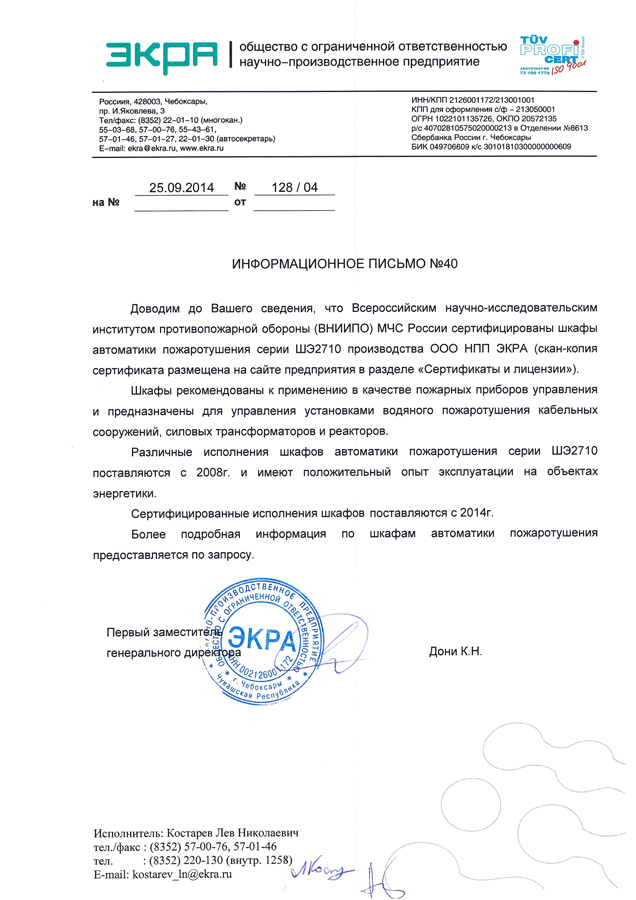 ЭКРА
общество с ограниченной ответственностью
научно–производственное предприятие
TÜV
PROFI
CERT
CERTIFICAT-NR.
73 100 1770
ISO 9001
Россиия, 428003, Чебоксары,
пр. И.Яковлева, 3
Тел/факс: (8352) 22–01–10 (многокан.)
55–03–68, 57–00–76, 55–43–61,
57–01–46, 57–01–27, 22–01–30 (автосекретарь)
E–mail: ekra@ekra.ru, www.ekra.ru
ИНН/КПП 2126001172/213001001
КПП для оформления с/ф – 213050001
ОГРН 1022101135726, ОКПО 20572135
р/с 40702810575020000213 в Отделении №8613
Сбербанка России г. Чебоксары
БИК 049706609 к/с 30101810300000000609
25.09.2014 № 128 / 04
на № от
ИНФОРМАЦИОННОЕ ПИСЬМО №40
Доводим до Вашего сведения, что Всероссийским научно-исследовательским
институтом противопожарной обороны (ВНИИПО) МЧС России сертифицированы шкафы
автоматики пожаротушения серии ШЭ2710 производства ООО НПП ЭКРА (скан-копия
сертификата размещена на сайте предприятия в разделе «Сертификаты и лицензии»).
Шкафы рекомендованы к применению в качестве пожарных приборов управления
и предназначены для управления установками водяного пожаротушения кабельных
сооружений, силовых трансформаторов и реакторов.
Различные исполнения шкафов автоматики пожаротушения серии ШЭ2710
поставляются с 2008г. и имеют положительный опыт эксплуатации на объектах
энергетики.
Сертифицированные исполнения шкафов поставляются с 2014г.
Более подробная информация по шкафам автоматики пожаротушения
предоставляется по запросу.
Первый заместитель
генерального директора
Дони К.Н.
НАУЧНО-ПРОИЗВОДСТВЕННОЕ ПРЕДПРИЯТИЕ
ОБЩЕСТВО С ОГРАНИЧЕННОЙ ОТВЕТСТВЕННОСТЬЮ
ЭКРА
ИНН 002126001172
г. Чебоксары
Чувашская Республика
Исполнитель: Костарев Лев Николаевич
тел./факс : (8352) 57-00-76, 57-01-46
тел. : (8352) 220-130 (внутр. 1258)
E-mail: kostarev_ln@ekra.ru